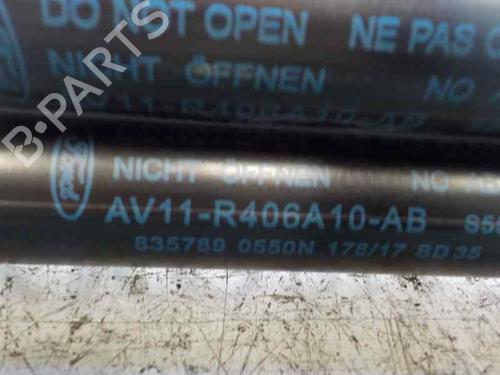 DO NOT OPEN NE PAS
NICHT ÖFFNEN NO
AV11-R406A10-AB
NICHT ÖFFNEN NO
AV11-R406A10-AB
835789 0550N 178/17 BD35
B-PARTS